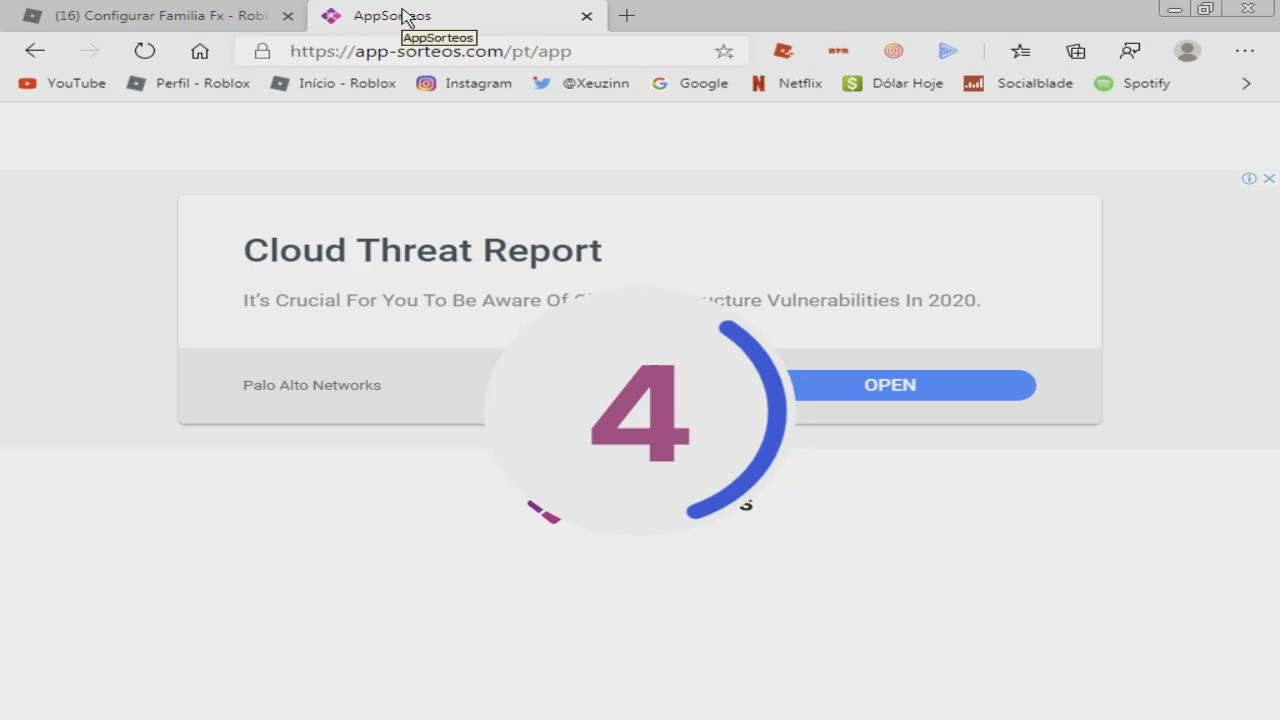 (16) Configurar Família Fx - Robl
AppSorteos
AppSorteos
https://app-sorteos.com/pt/app
YouTube
Perfil - Roblox
Início - Roblox
Instagram
@Xeuzinn
Google
Netflix
Dólar Hoje
Socialblade
Spotify
Cloud Threat Report
It's Crucial For You To Be Aware Of Vulnerabilities In 2020.
Palo Alto Networks
OPEN
4
s